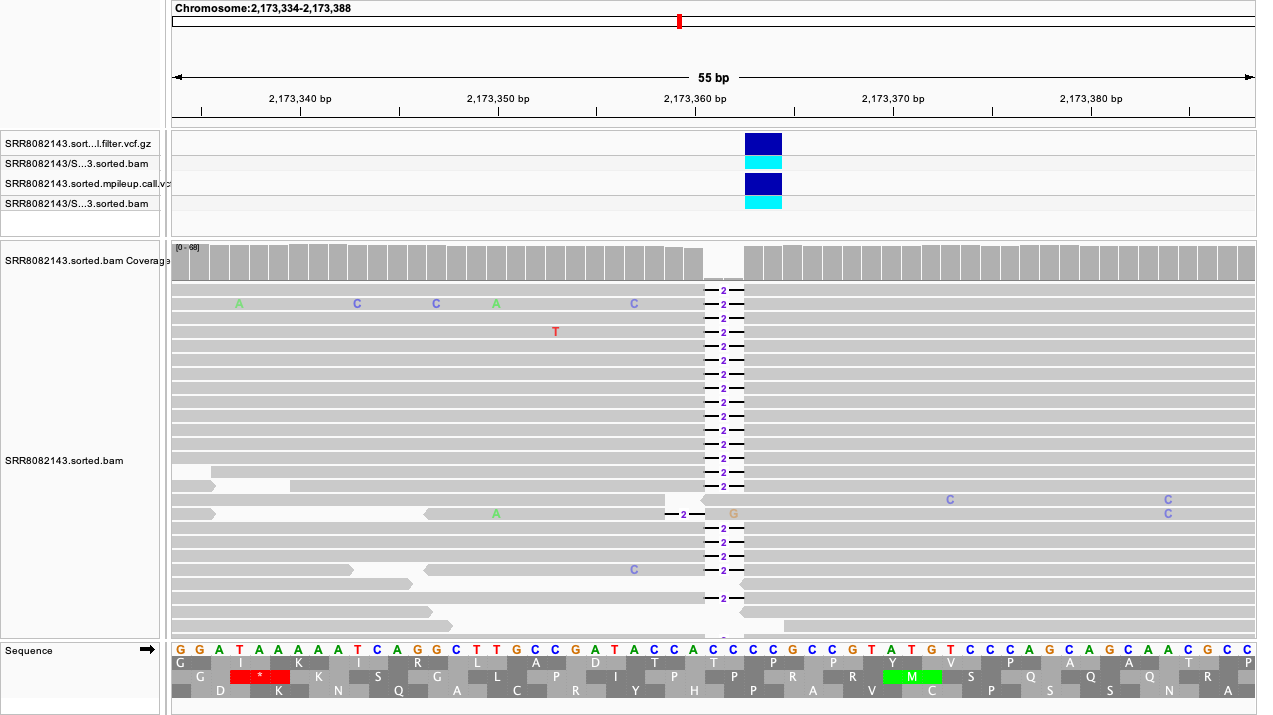 Chromosome:2,173,334-2,173,388
55 bp
2,173,340 bp 2,173,350 bp 2,173,360 bp 2,173,370 bp 2,173,380 bp
SRR8082143.sort...l.filter.vcf.gz
SRR8082143/S...3.sorted.bam
SRR8082143.sorted.mpileup.call.vc
SRR8082143/S...3.sorted.bam
[0 - 68]
SRR8082143.sorted.bam Coverage
2
A C C A C 2
2
T 2
2
2
2
2
2
2
2
2
2
2
2
C C
A 2 G C
2
2
2
C 2
2
SRR8082143.sorted.bam
Sequence
G G A T A A A A A T C A G G C T T G C C G A T A C C A C C C C G C C G T A T G T C C C A G C A G C A A C G C C
G I K I R L A D T T P P Y V P A A T P
G * K S G L P I P P R R M S Q Q Q R
D K N Q A C R Y H P A V C P S S N A